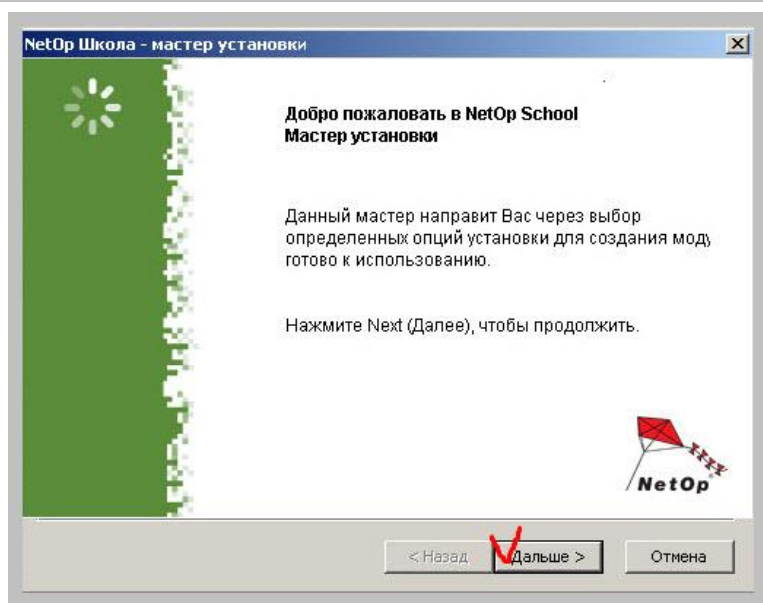 NetOp Школа - мастер установки
Добро пожаловать в NetOp School
Мастер установки
Данный мастер направит Вас через выбор
определенных опций установки для создания моду
готово к использованию.
Нажмите Next (Далее), чтобы продолжить.
NetOp
< Назад
Дальше >
Отмена